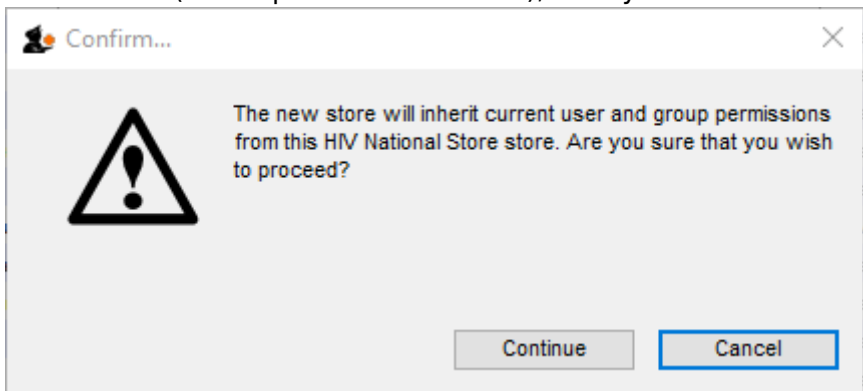 Confirm...
The new store will inherit current user and group permissions
from this HIV National Store store. Are you sure that you wish
to proceed?
Continue
Cancel